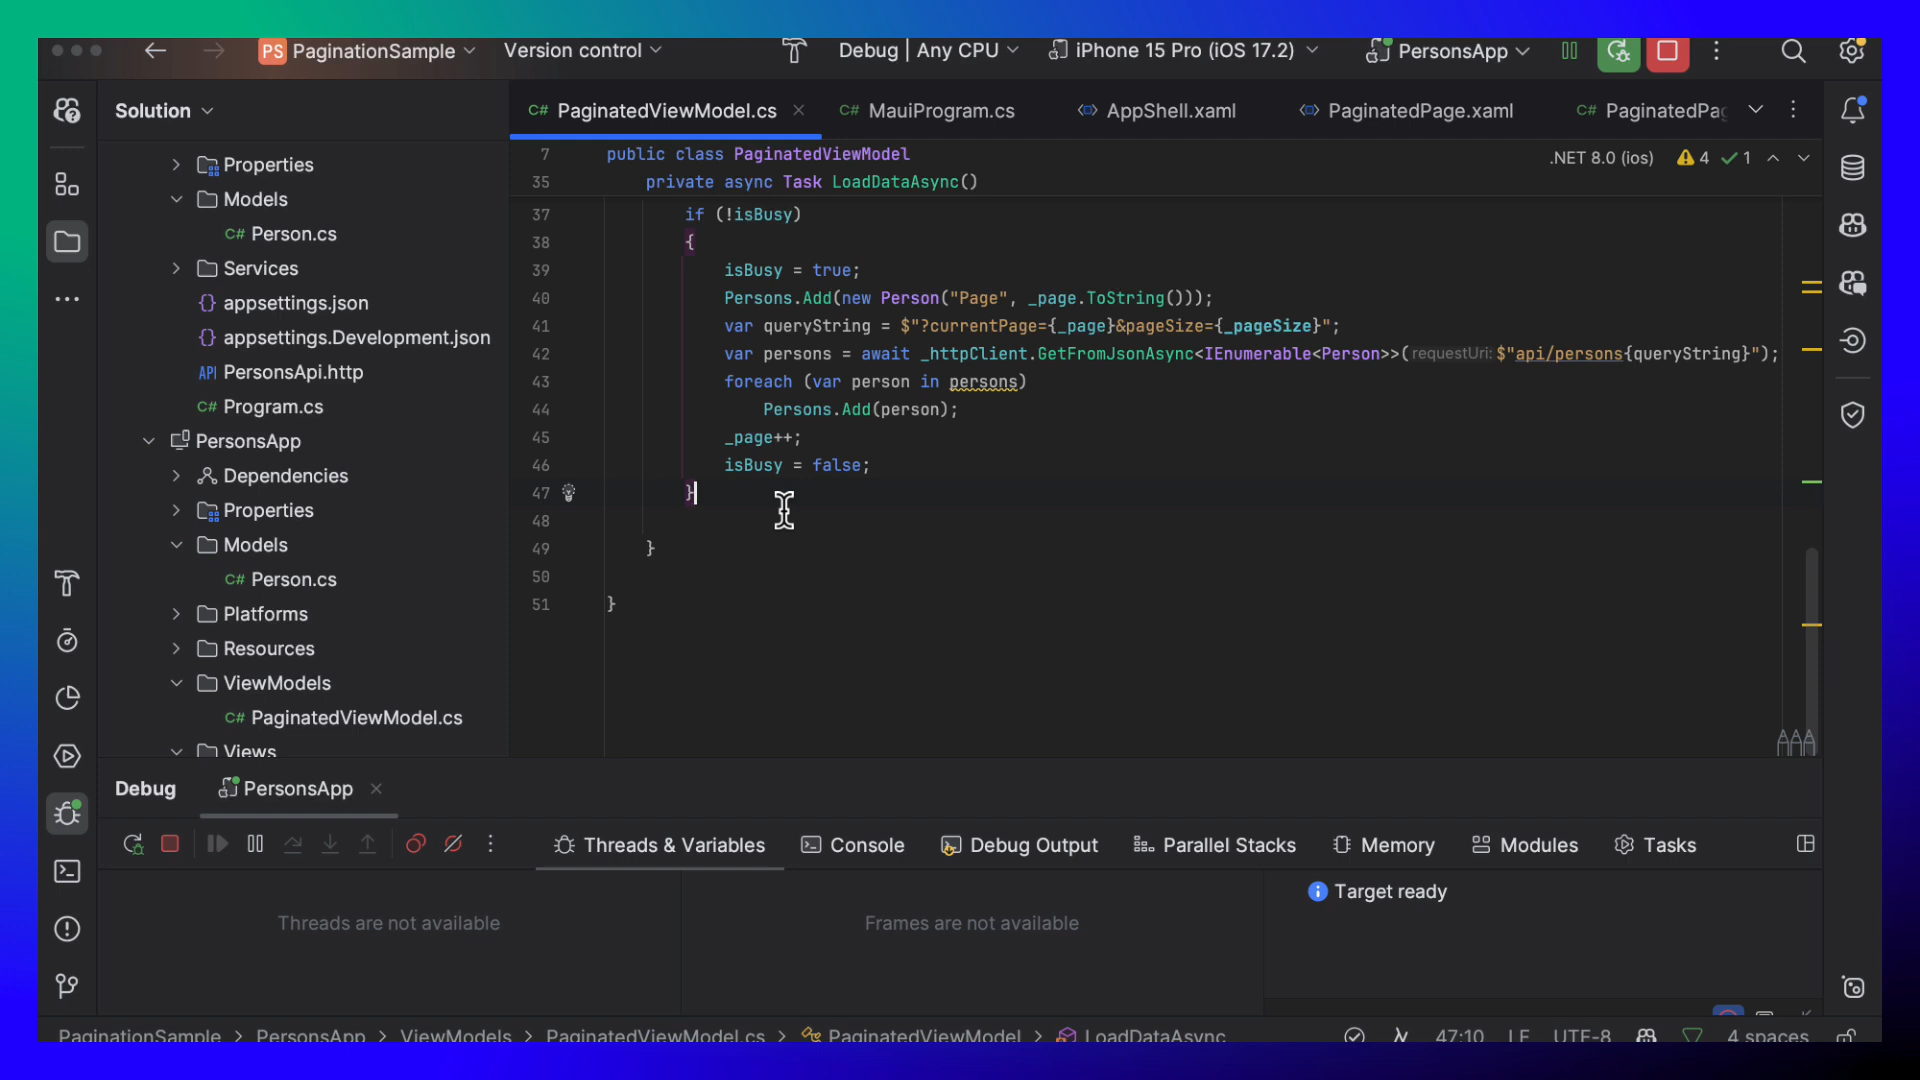 PS PaginationSample Version control Debug | Any CPU iPhone 15 Pro (iOS 17.2) PersonsApp
Solution
C# PaginatedViewModel.cs C# MauiProgram.cs AppShell.xaml PaginatedPage.xaml C# PaginatedPag
Properties
Models
C# Person.cs
Services
{} appsettings.json
{} appsettings.Development.json
API PersonsApi.http
C# Program.cs
PersonsApp
Dependencies
Properties
Models
C# Person.cs
Platforms
Resources
ViewModels
C# PaginatedViewModel.cs
Views
.NET 8.0 (ios) 4 1
7 public class PaginatedViewModel
35 private async Task LoadDataAsync()
37 if (!isBusy)
38 {
39 isBusy = true;
40 Persons.Add(new Person("Page", _page.ToString()));
41 var queryString = $"?currentPage={_page}&pageSize={_pageSize}";
42 var persons = await _httpClient.GetFromJsonAsync<IEnumerable<Person>>(requestUri: $"api/persons{queryString}");
43 foreach (var person in persons)
44 Persons.Add(person);
45 _page++;
46 isBusy = false;
47 }
48
49 }
50
51 }
Debug PersonsApp
Threads & Variables Console Debug Output Parallel Stacks Memory Modules Tasks
Threads are not available
Frames are not available
Target ready
PaginationSample > PersonsApp > ViewModels > PaginatedViewModel.cs > PaginatedViewModel > LoadDataAsync 47:10 LF UTF-8 4 spaces